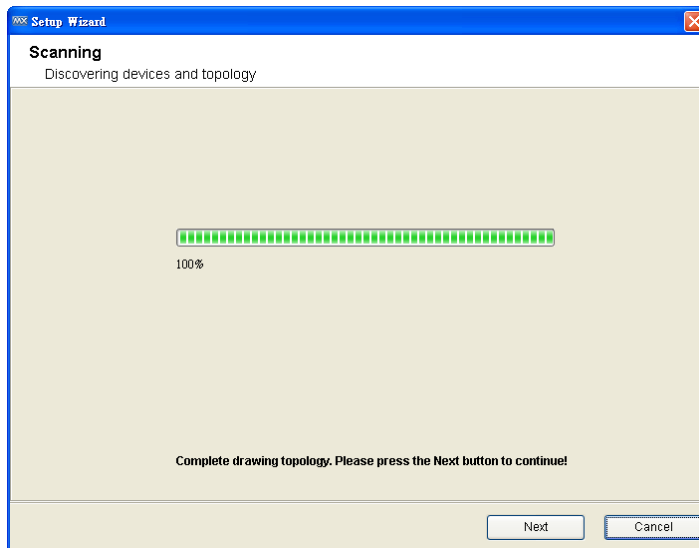 MX Setup Wizard
Scanning
Discovering devices and topology
100%
Complete drawing topology. Please press the Next button to continue!
Next Cancel